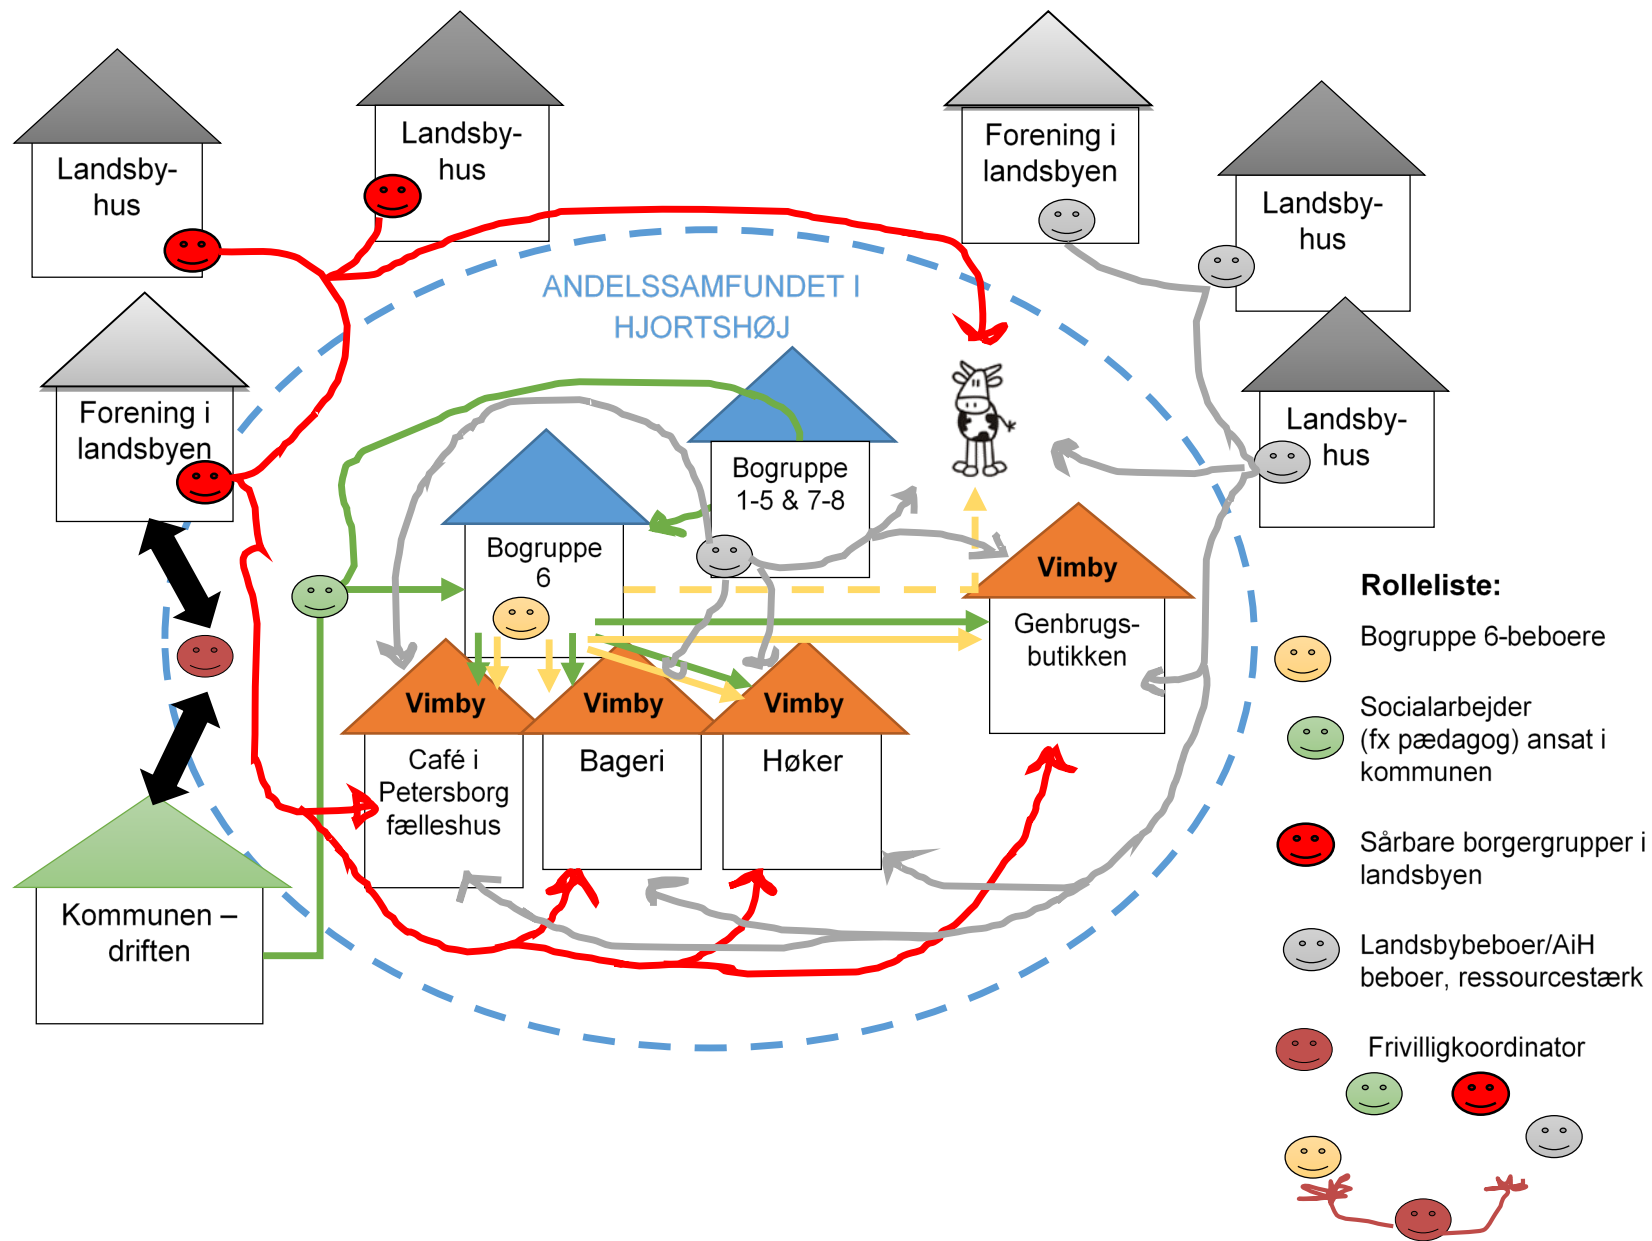 Landsby-
hus
Landsby-
hus
Forening i
landsbyen
Landsby-
hus
Landsby-
hus
Forening i
landsbyen
ANDELSSAMFUNDET I
HJORTSHØJ
Bogruppe
1-5 & 7-8
Bogruppe
6
Vimby
Genbrugs-
butikken
Vimby
Café i
Petersborg
fælleshus
Vimby
Bageri
Vimby
Høker
Kommunen –
driften
Rolleliste:
Bogruppe 6-beboere
Socialarbejder
(fx pædagog) ansat i
kommunen
Sårbare borgergrupper i
landsbyen
Landsbybeboer/AiH
beboer, ressourcestærk
Frivilligkoordinator